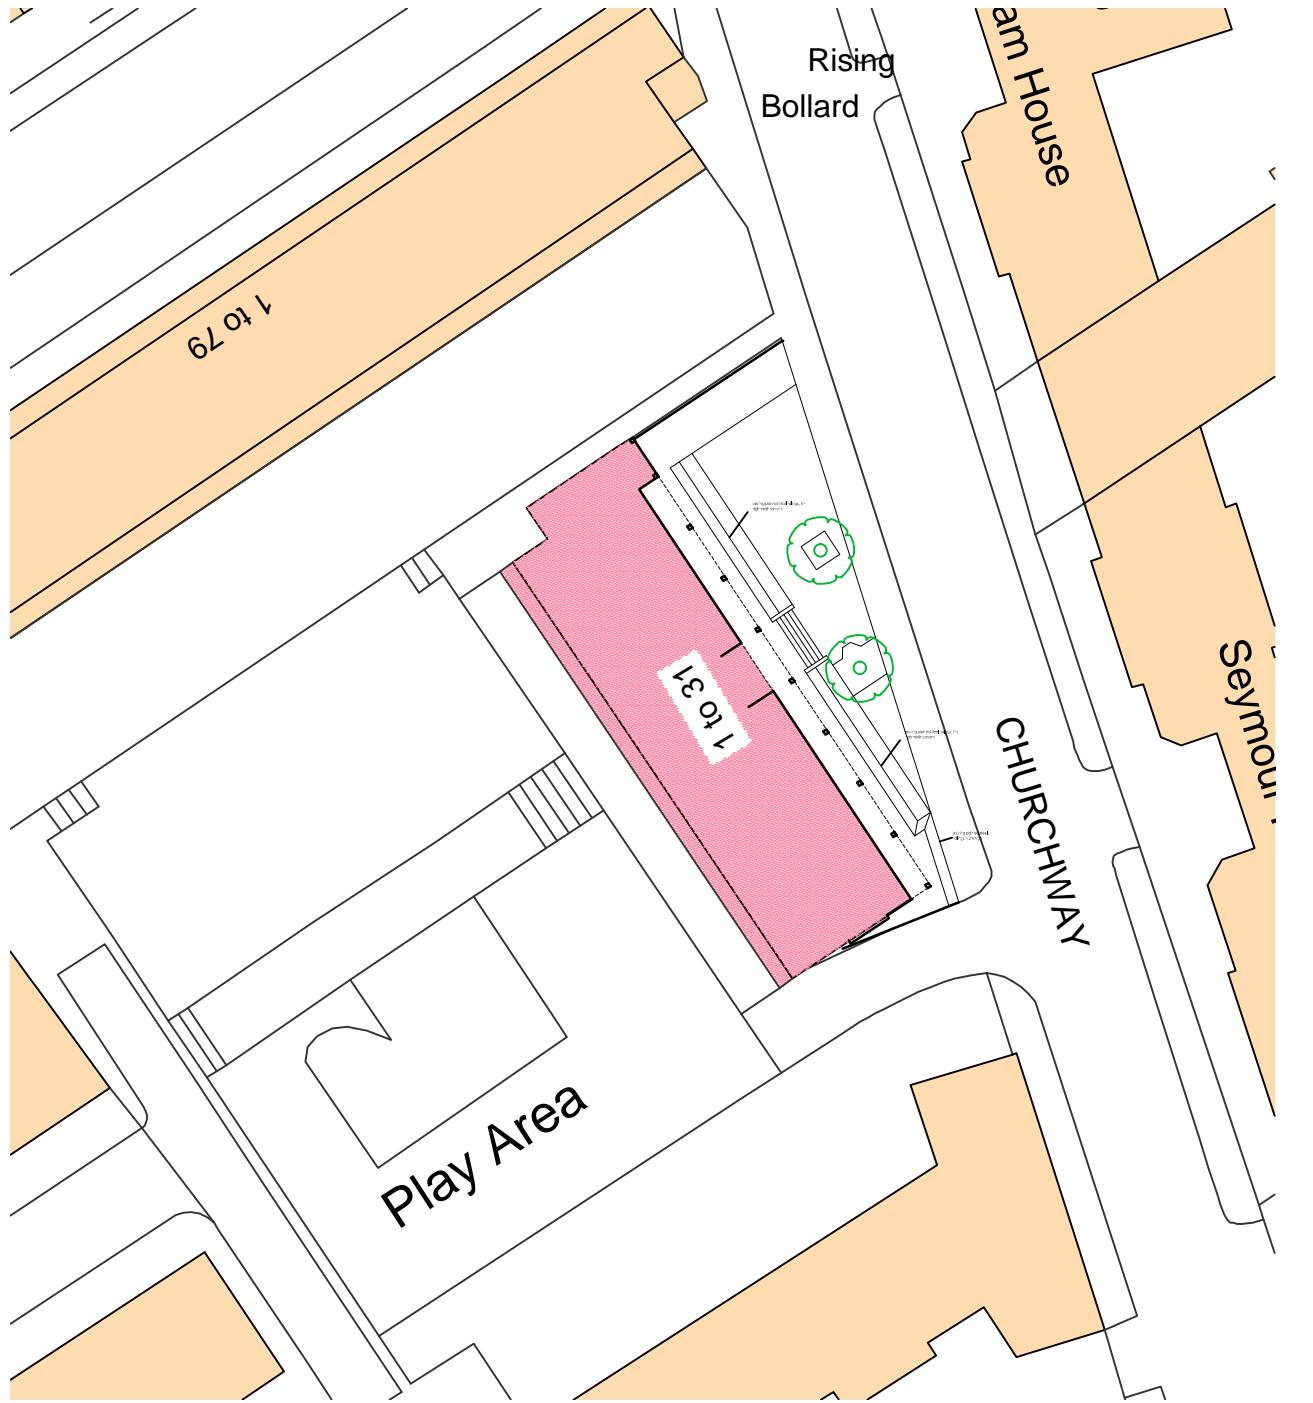 Rising
Bollard
am House
1 to 79
1 to 31
Seymour
CHURCHWAY
Play Area